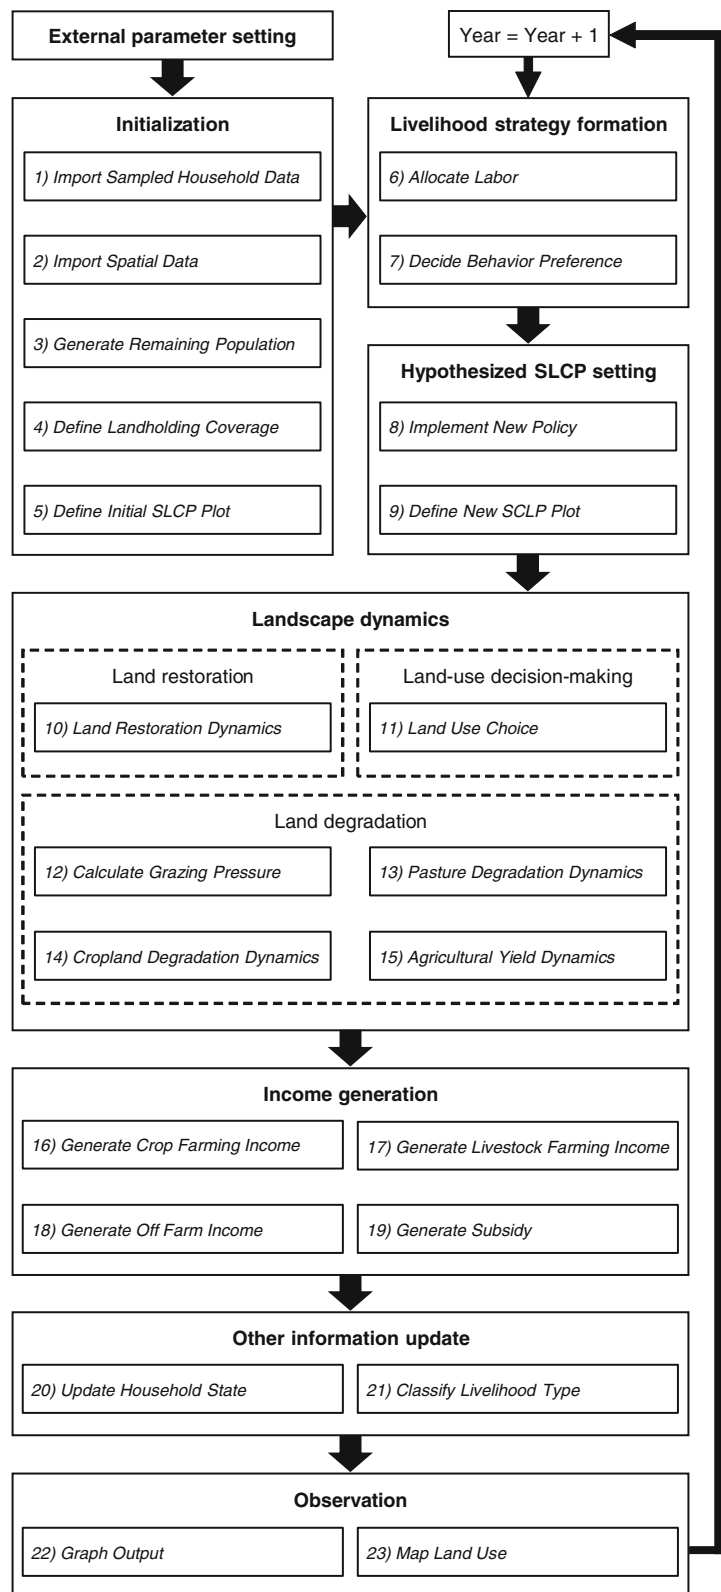 External parameter setting
Year = Year + 1
Initialization
1) Import Sampled Household Data
2) Import Spatial Data
3) Generate Remaining Population
4) Define Landholding Coverage
5) Define Initial SLCP Plot
Livelihood strategy formation
6) Allocate Labor
7) Decide Behavior Preference
Hypothesized SLCP setting
8) Implement New Policy
9) Define New SCLP Plot
Landscape dynamics
Land restoration
10) Land Restoration Dynamics
Land-use decision-making
11) Land Use Choice
Land degradation
12) Calculate Grazing Pressure
13) Pasture Degradation Dynamics
14) Cropland Degradation Dynamics
15) Agricultural Yield Dynamics
Income generation
16) Generate Crop Farming Income
17) Generate Livestock Farming Income
18) Generate Off Farm Income
19) Generate Subsidy
Other information update
20) Update Household State
21) Classify Livelihood Type
Observation
22) Graph Output
23) Map Land Use